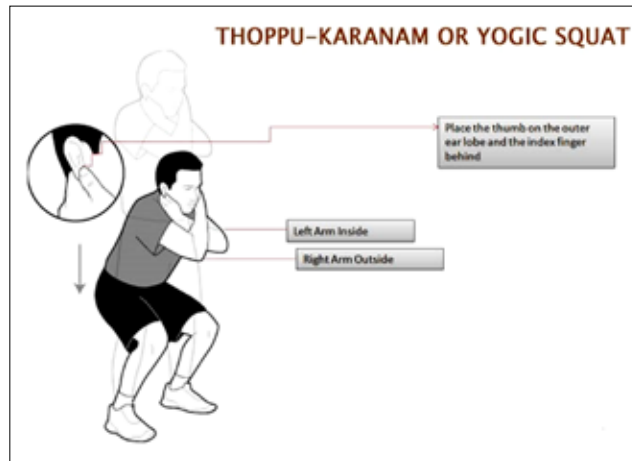 THOPPU-KARANAM OR YOGIC SQUAT
Place the thumb on the outer
ear lobe and the index finger
behind
Left Arm Inside
Right Arm Outside